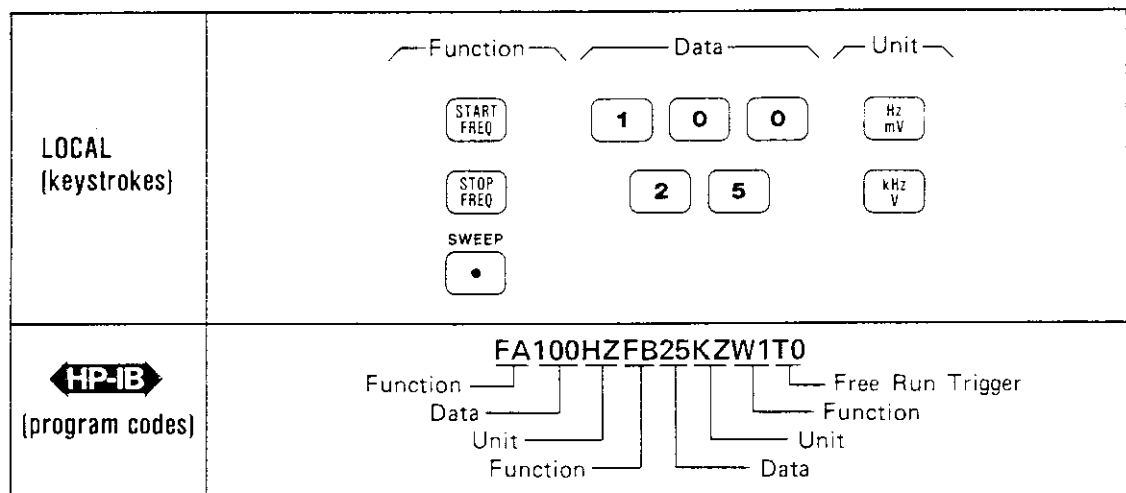 Function Data Unit
LOCAL
(keystrokes)
START
FREQ
1 0 0
Hz
mV
STOP
FREQ
2 5
kHz
V
SWEEP
HP-IB
(program codes)
FA100HZFB25KZW1T0
Function Free Run Trigger
Data Function
Unit Unit
Function Data